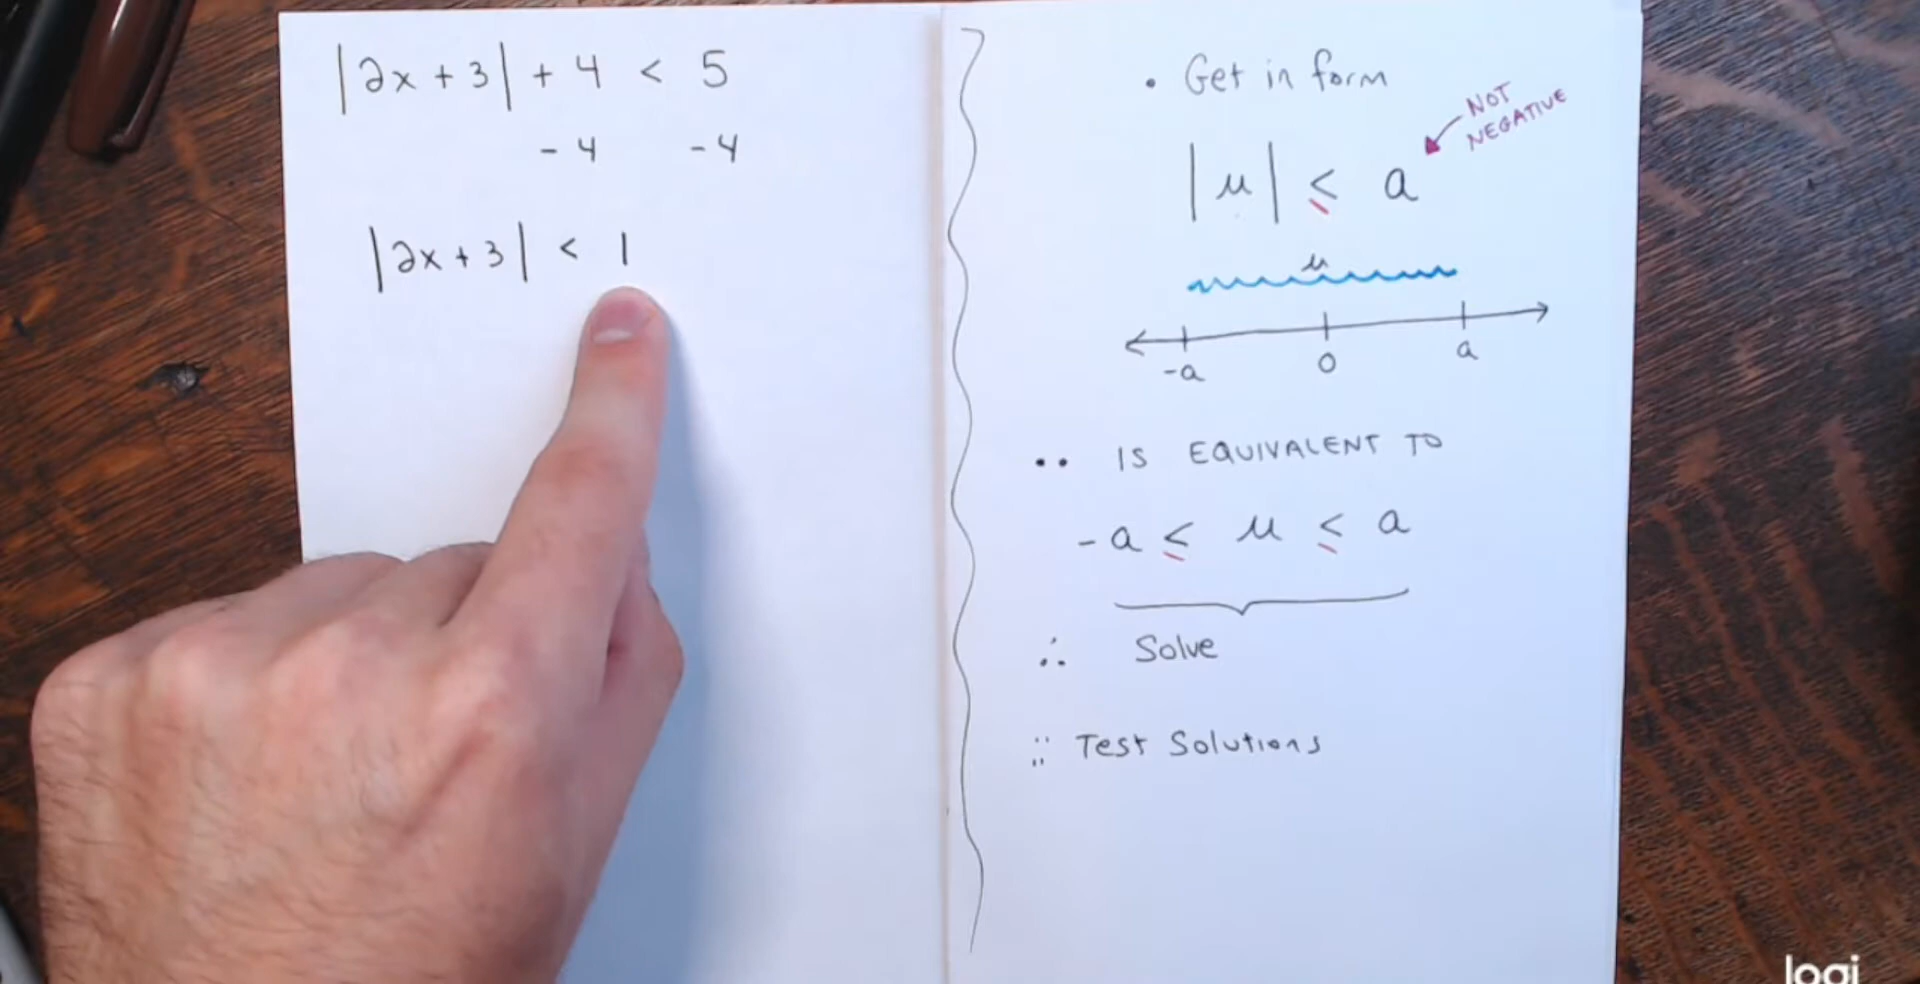 |2x + 3| + 4 < 5
- 4 - 4
|2x + 3| < 1
• Get in form
NOT
NEGATIVE
|u| ≤ a
u
-a 0 a
•• IS EQUIVALENT TO
- a ≤ u ≤ a
∴ Solve
:: Test Solutions
logi